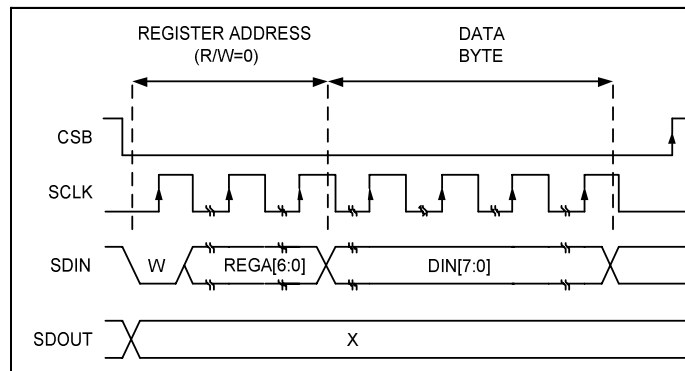 REGISTER ADDRESS
(R/W=0)
DATA
BYTE
CSB
SCLK
SDIN
W
REGA[6:0]
DIN[7:0]
SDOUT
X